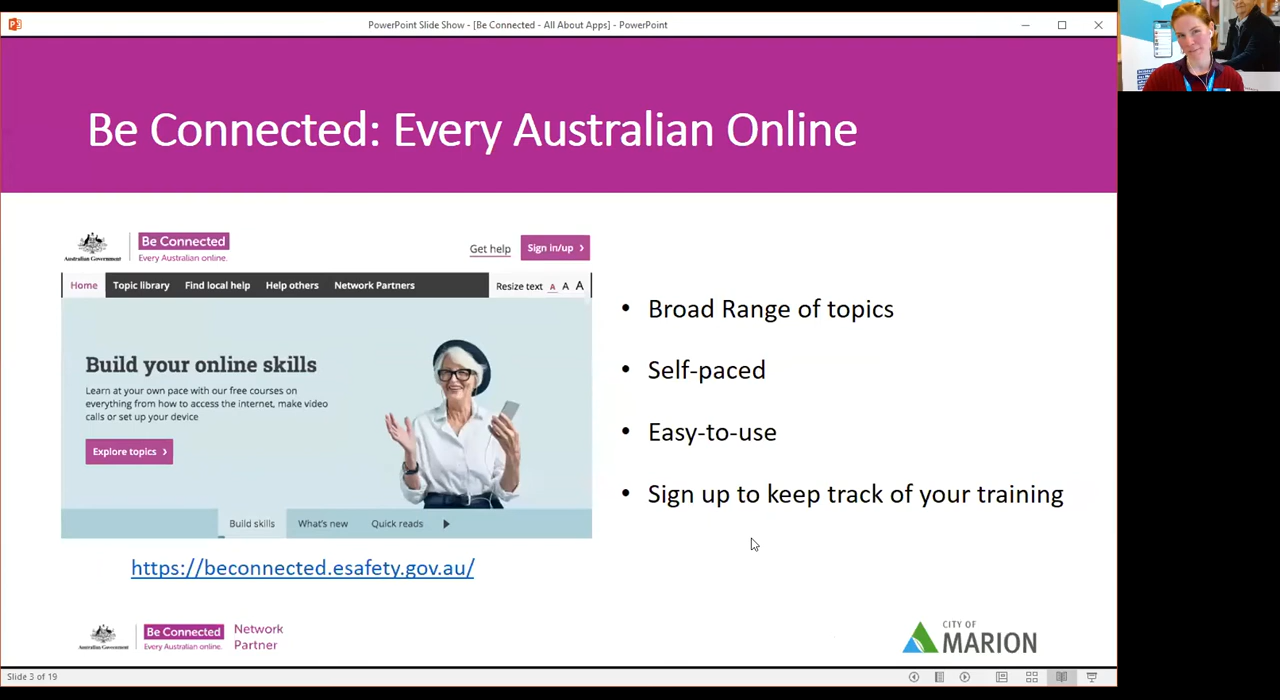 PowerPoint Slide Show - [Be Connected - All About Apps] - PowerPoint
Be Connected: Every Australian Online
Australian Government
Be Connected
Every Australian online.
Get help
Sign in/up
Home
Topic library
Find local help
Help others
Network Partners
Resize text A A A
Build your online skills
Learn at your own pace with our free courses on
everything from how to access the internet, make video
calls or set up your device
Explore topics
Build skills
What's new
Quick reads
https://beconnected.esafety.gov.au/
• Broad Range of topics
• Self-paced
• Easy-to-use
• Sign up to keep track of your training
Australian Government
Be Connected
Every Australian online.
Network
Partner
CITY OF
MARION
Slide 3 of 19